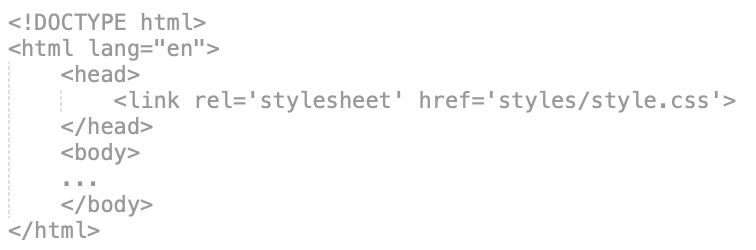 <!DOCTYPE html>
<html lang="en">
    <head>
        <link rel='stylesheet' href='styles/style.css'>
    </head>
    <body>
    ...
    </body>
</html>